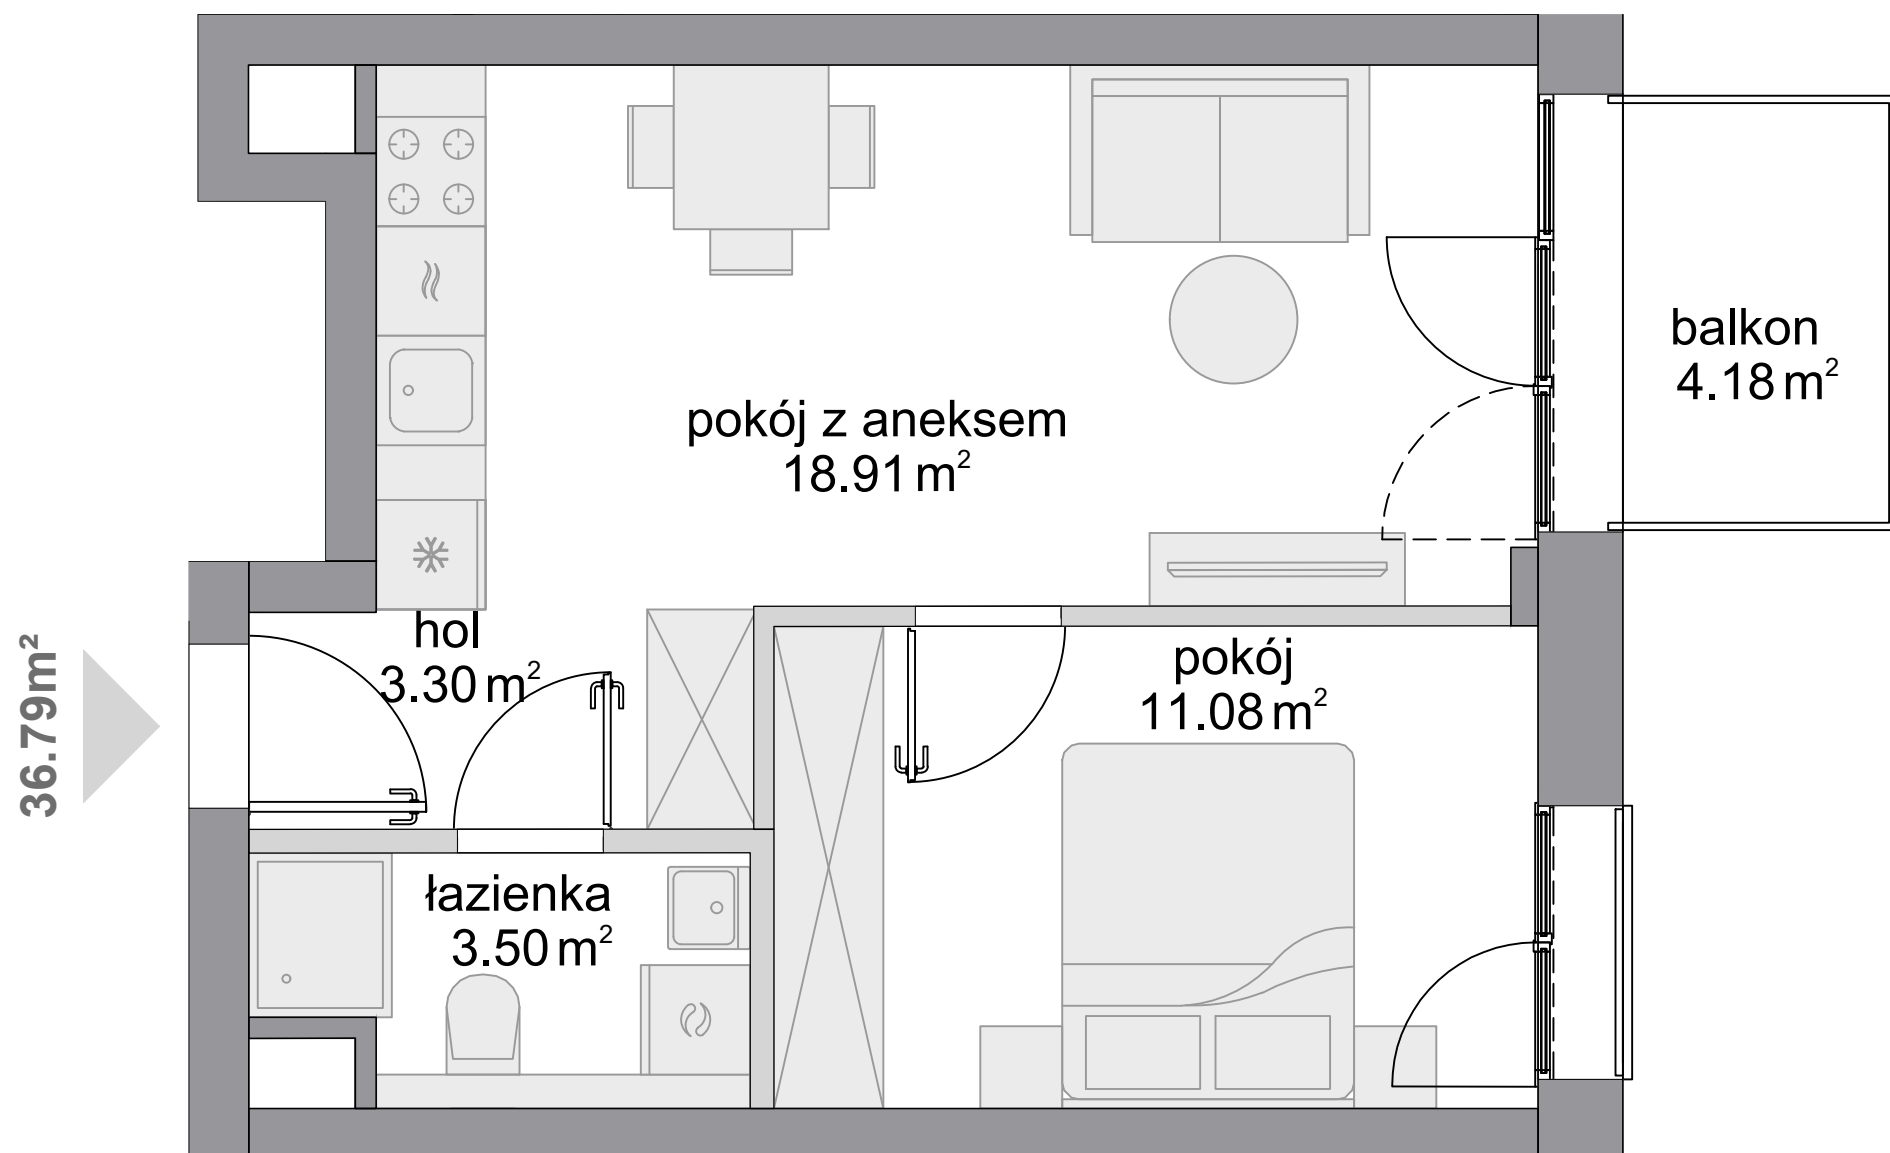 balkon
4.18 m²
pokój z aneksem
18.91 m²
hol
3.30 m²
pokój
11.08 m²
36.79m²
łazienka
3.50 m²